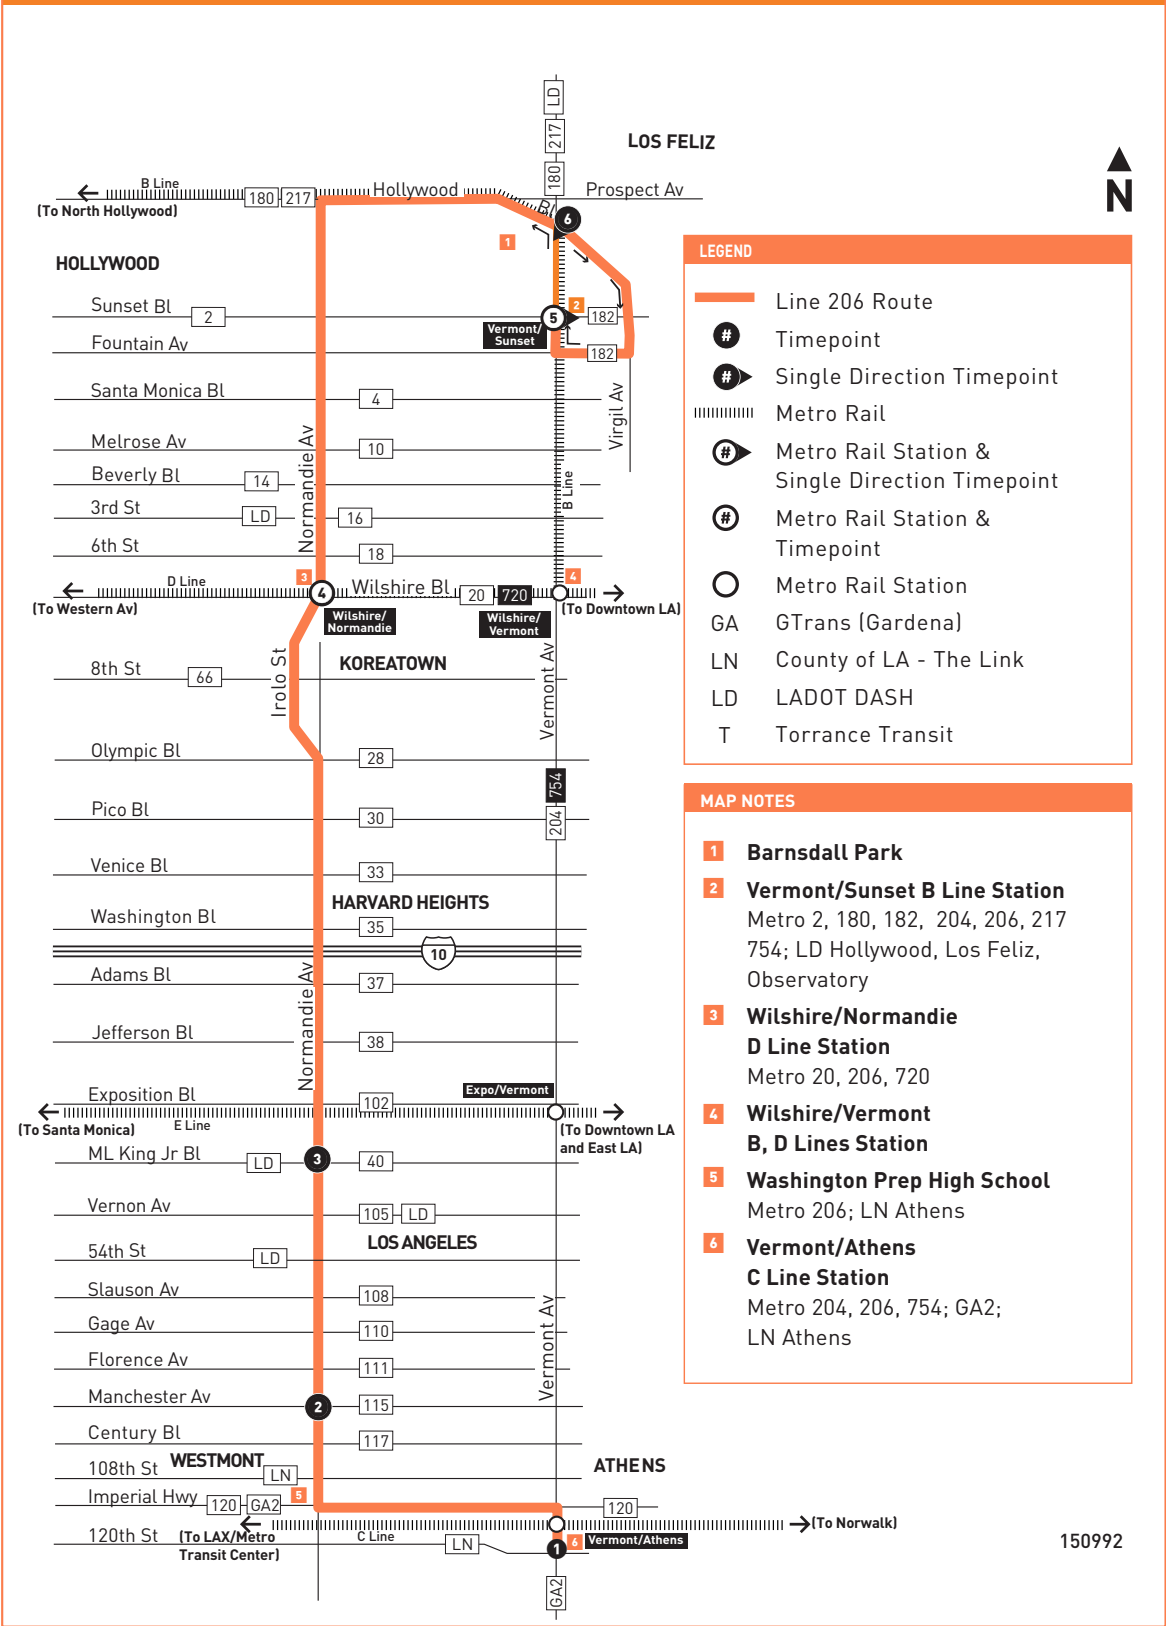 LD
217
180
LOS FELIZ
N
B Line
180 217
Hollywood Bl
Prospect Av
(To North Hollywood)
6
1
HOLLYWOOD
Sunset Bl
2
Vermont/
Sunset
5
2
182
Fountain Av
182
Santa Monica Bl
4
Virgil Av
Normandie Av
Melrose Av
10
Beverly Bl
14
B Line
3rd St
LD
16
6th St
18
D Line
3
4
Wilshire Bl
20
720
4
(To Western Av)
(To Downtown LA)
Wilshire/
Normandie
Wilshire/
Vermont
KOREATOWN
8th St
66
Irolo St
Vermont Av
Olympic Bl
28
754
204
Pico Bl
30
Venice Bl
33
HARVARD HEIGHTS
Washington Bl
35
10
Adams Bl
37
Normandie Av
Jefferson Bl
38
Exposition Bl
102
Expo/Vermont
(To Santa Monica)
E Line
(To Downtown LA
and East LA)
ML King Jr Bl
LD
3
40
Vernon Av
105
LD
LOS ANGELES
54th St
LD
Slauson Av
108
Vermont Av
Gage Av
110
Florence Av
111
Manchester Av
2
115
Century Bl
117
WESTMONT
ATHENS
108th St
LN
Imperial Hwy
120
GA2
5
120
(To Norwalk)
120th St
(To LAX/Metro
Transit Center)
C Line
LN
1
6
Vermont/Athens
GA2
LEGEND
Line 206 Route
# Timepoint
# Single Direction Timepoint
Metro Rail
# Metro Rail Station &
Single Direction Timepoint
# Metro Rail Station &
Timepoint
Metro Rail Station
GA GTrans (Gardena)
LN County of LA - The Link
LD LADOT DASH
T Torrance Transit
MAP NOTES
1 Barnsdall Park
2 Vermont/Sunset B Line Station
Metro 2, 180, 182, 204, 206, 217
754; LD Hollywood, Los Feliz,
Observatory
3 Wilshire/Normandie
D Line Station
Metro 20, 206, 720
4 Wilshire/Vermont
B, D Lines Station
5 Washington Prep High School
Metro 206; LN Athens
6 Vermont/Athens
C Line Station
Metro 204, 206, 754; GA2;
LN Athens
150992